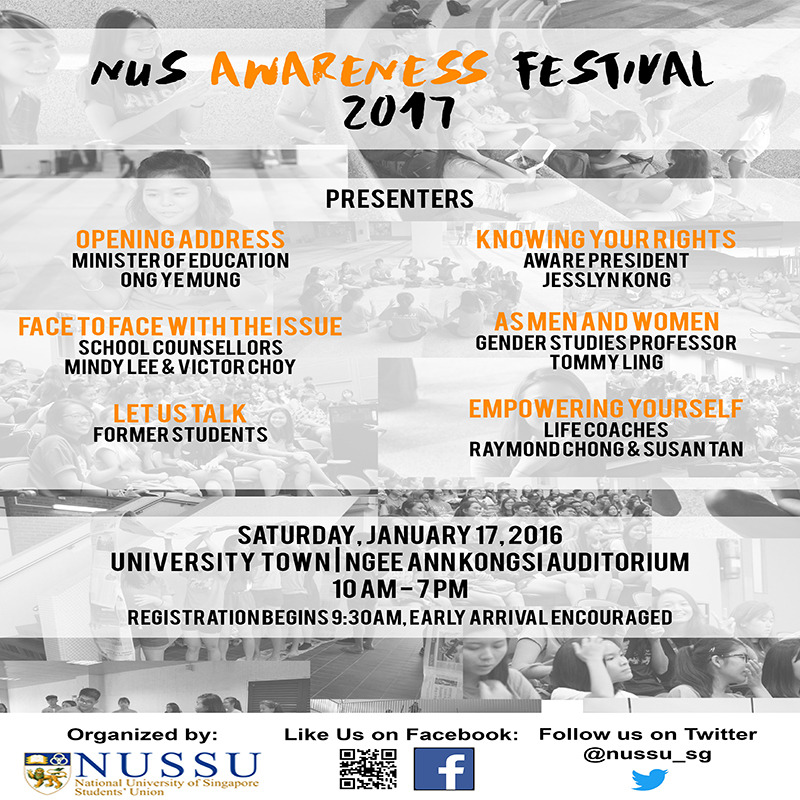 NUS AWARENESS FESTIVAL
2017
PRESENTERS
OPENING ADDRESS
MINISTER OF EDUCATION
ONG YE MUNG
KNOWING YOUR RIGHTS
AWARE PRESIDENT
JESSLYN KONG
FACE TO FACE WITH THE ISSUE
SCHOOL COUNSELLORS
MINDY LEE & VICTOR CHOY
AS MEN AND WOMEN
GENDER STUDIES PROFESSOR
TOMMY LING
LET US TALK
FORMER STUDENTS
EMPOWERING YOURSELF
LIFE COACHES
RAYMOND CHONG & SUSAN TAN
SATURDAY, JANUARY 17, 2016
UNIVERSITY TOWN | NGEE ANN KONGSI AUDITORIUM
10 AM – 7 PM
REGISTRATION BEGINS 9:30AM, EARLY ARRIVAL ENCOURAGED
Organized by:
NUSSU
National University of Singapore
Students' Union
Like Us on Facebook:
f
Follow us on Twitter
@nussu_sg